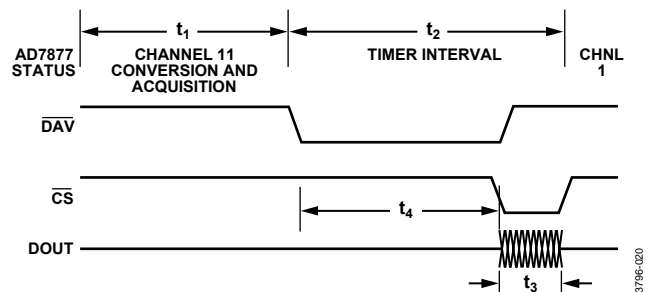 t1
t2
AD7877
STATUS
CHANNEL 11
CONVERSION AND
ACQUISITION
TIMER INTERVAL
CHNL
1
DAV
CS
t4
DOUT
t3
3796-020